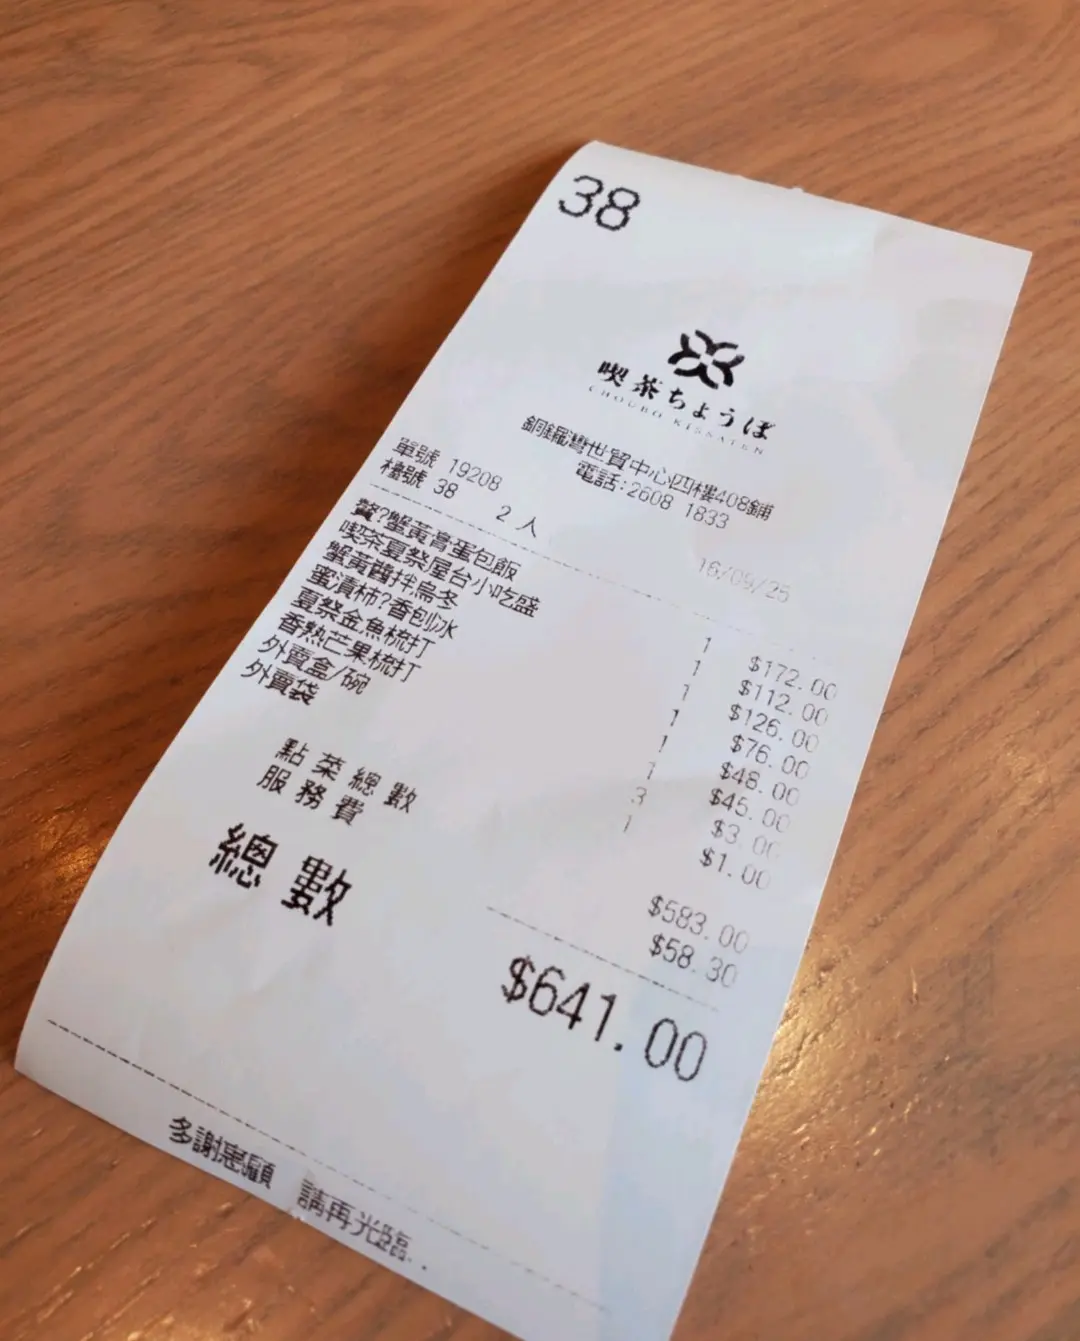 38
喫茶ちょうば
CHOUBO KISSATEN
銅鑼灣世貿中心四樓408鋪
電話:2608 1833
單號 19208
檯號 38
2 人
16/09/25
贅?蟹黃膏蛋包飯 1 $172.00
喫茶夏祭屋台小吃盛 1 $112.00
蟹黃醬拌烏冬 1 $126.00
蜜漬柿?香刨冰 1 $76.00
夏祭金魚梳打 1 $48.00
香熱芒果梳打 1 $45.00
外賣盒/碗 3 $3.00
外賣袋 1 $1.00
點菜總數 $583.00
服務費 $58.30
總數 $641.00
多謝惠顧 請再光臨..